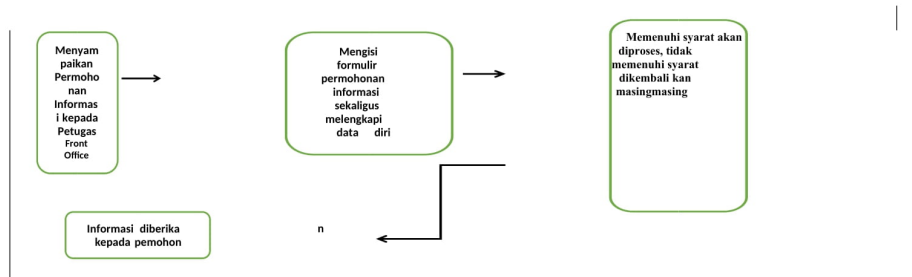 Menyam
paikan
Permoho
nan
Informas
i kepada
Petugas
Front
Office
Mengisi
formulir
permohonan
informasi
sekaligus
melengkapi
data diri
Memenuhi syarat akan
diproses, tidak
memenuhi syarat
dikembali kan
masingmasing
Informasi diberika
kepada pemohon
n